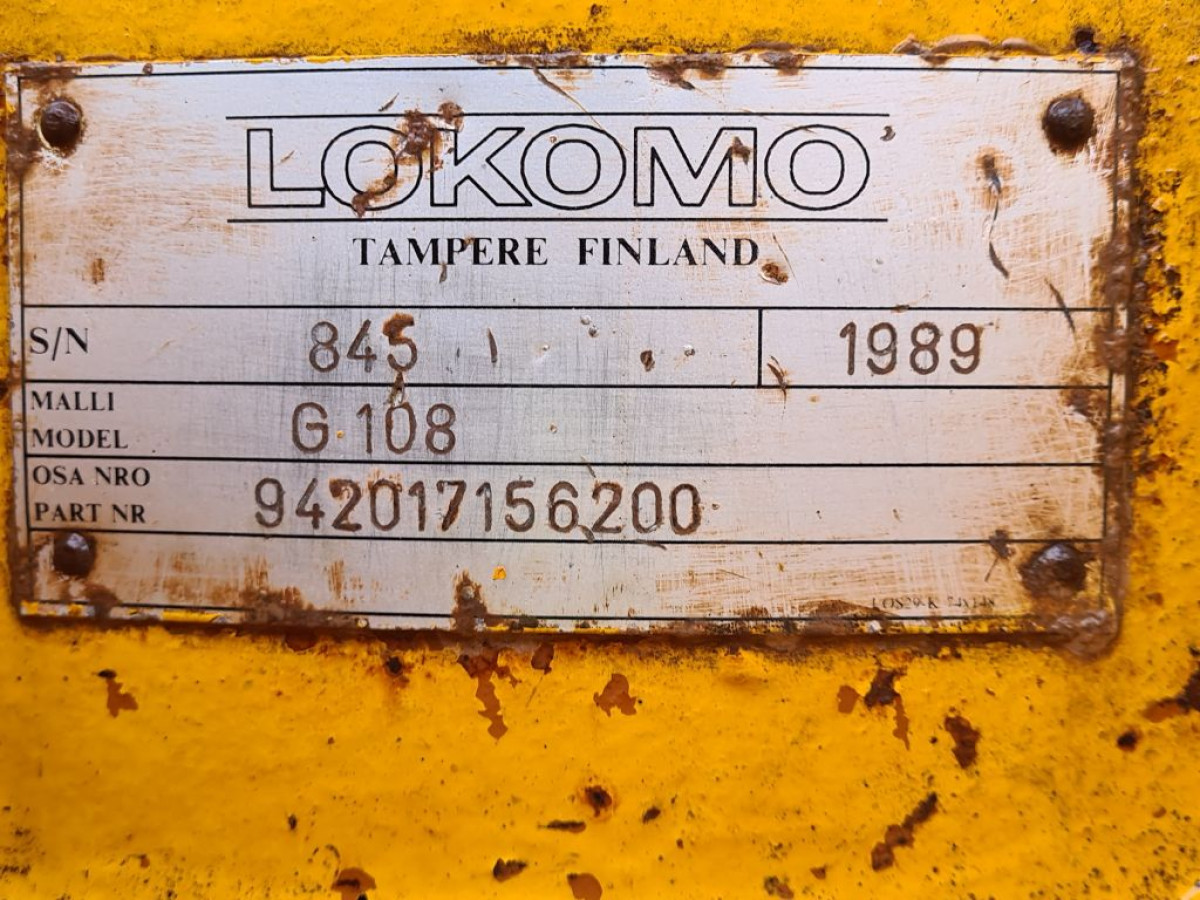 LOKOMO
TAMPERE FINLAND
S/N 845 1989
MALLI
MODEL G 108
OSA NRO
PART NR 942017156200